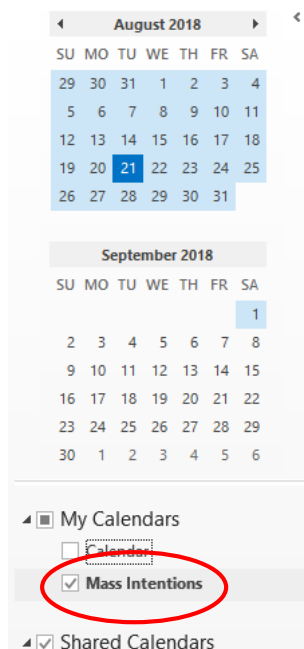 August 2018
SU MO TU WE TH FR SA
29 30 31 1 2 3 4
5 6 7 8 9 10 11
12 13 14 15 16 17 18
19 20 21 22 23 24 25
26 27 28 29 30 31
September 2018
SU MO TU WE TH FR SA
1
2 3 4 5 6 7 8
9 10 11 12 13 14 15
16 17 18 19 20 21 22
23 24 25 26 27 28 29
30 1 2 3 4 5 6
My Calendars
Calendar
Mass Intentions
Shared Calendars